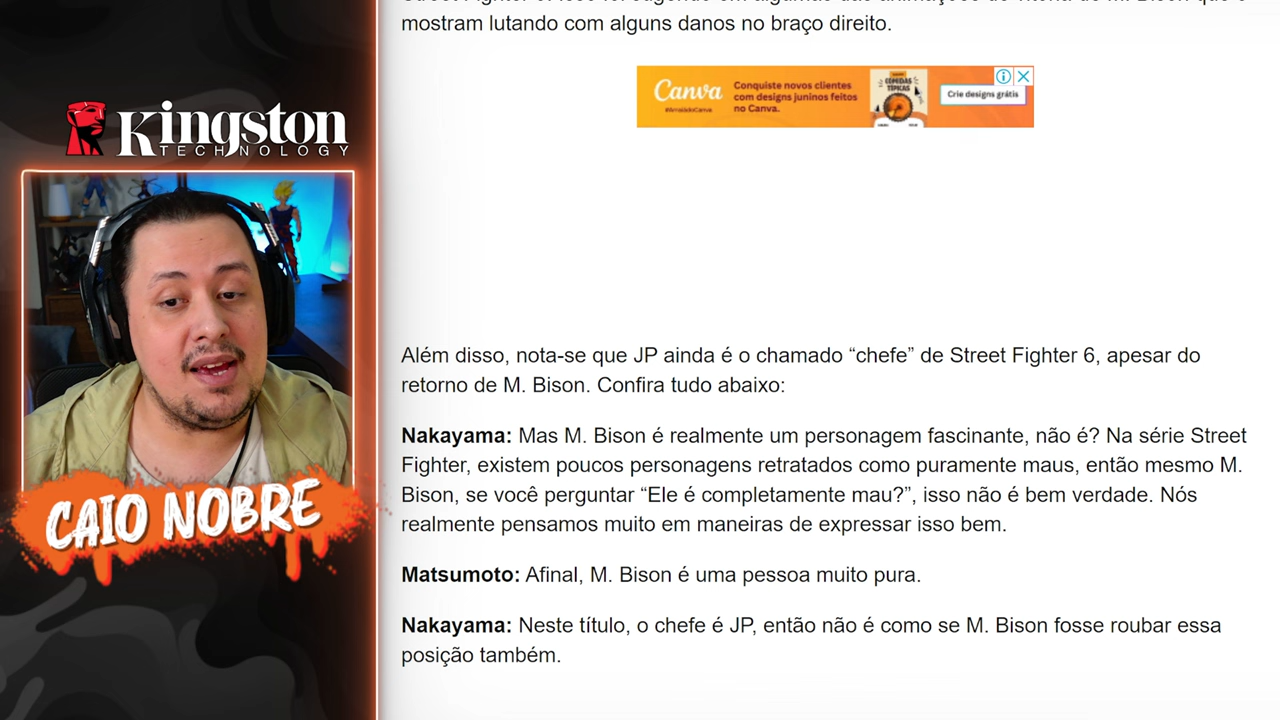 Kingston
TECHNOLOGY
CAIO NOBRE
mostram lutando com alguns danos no braço direito.
Canva
#ArraiádoCanva
Conquiste novos clientes
com designs juninos feitos
no Canva.
COMIDAS
TÍPICAS
Crie designs grátis
Além disso, nota-se que JP ainda é o chamado “chefe” de Street Fighter 6, apesar do
retorno de M. Bison. Confira tudo abaixo:
Nakayama: Mas M. Bison é realmente um personagem fascinante, não é? Na série Street
Fighter, existem poucos personagens retratados como puramente maus, então mesmo M.
Bison, se você perguntar “Ele é completamente mau?”, isso não é bem verdade. Nós
realmente pensamos muito em maneiras de expressar isso bem.
Matsumoto: Afinal, M. Bison é uma pessoa muito pura.
Nakayama: Neste título, o chefe é JP, então não é como se M. Bison fosse roubar essa
posição também.